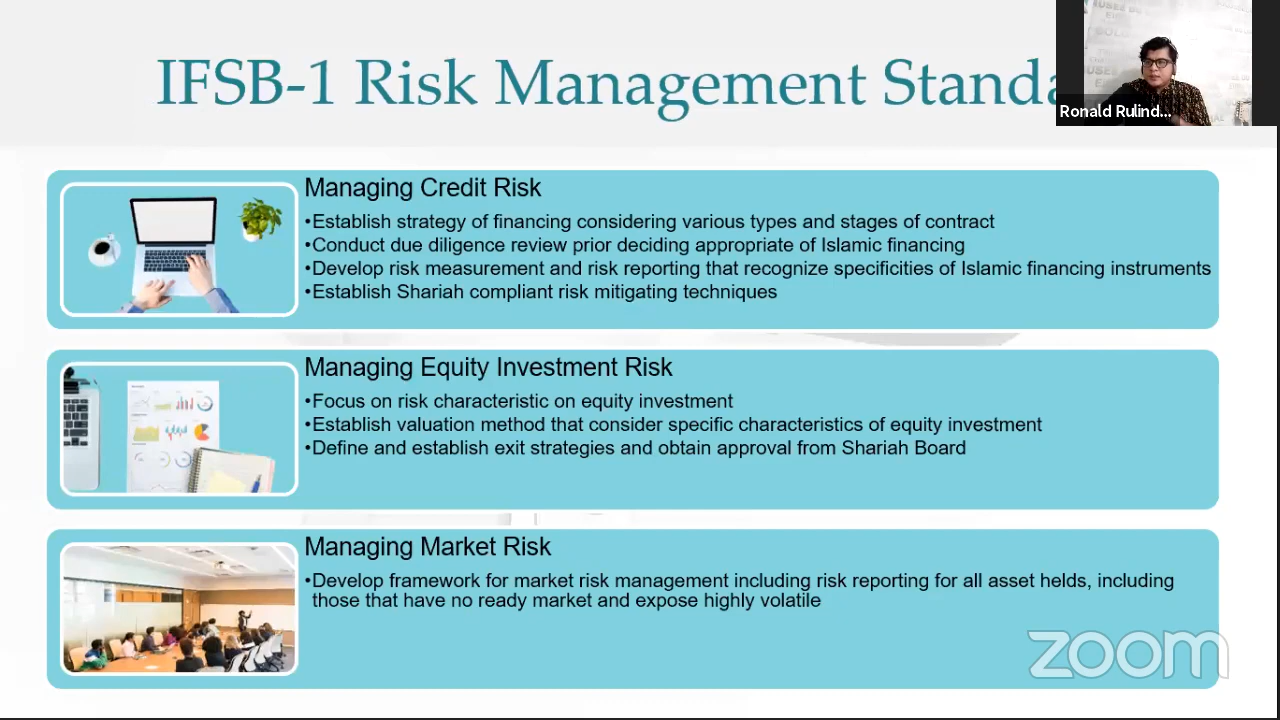 IFSB-1 Risk Management Standa
Ronald Rulind...
Managing Credit Risk
•Establish strategy of financing considering various types and stages of contract
•Conduct due diligence review prior deciding appropriate of Islamic financing
•Develop risk measurement and risk reporting that recognize specificities of Islamic financing instruments
•Establish Shariah compliant risk mitigating techniques
Managing Equity Investment Risk
•Focus on risk characteristic on equity investment
•Establish valuation method that consider specific characteristics of equity investment
•Define and establish exit strategies and obtain approval from Shariah Board
Managing Market Risk
•Develop framework for market risk management including risk reporting for all asset helds, including
those that have no ready market and expose highly volatile
zoom